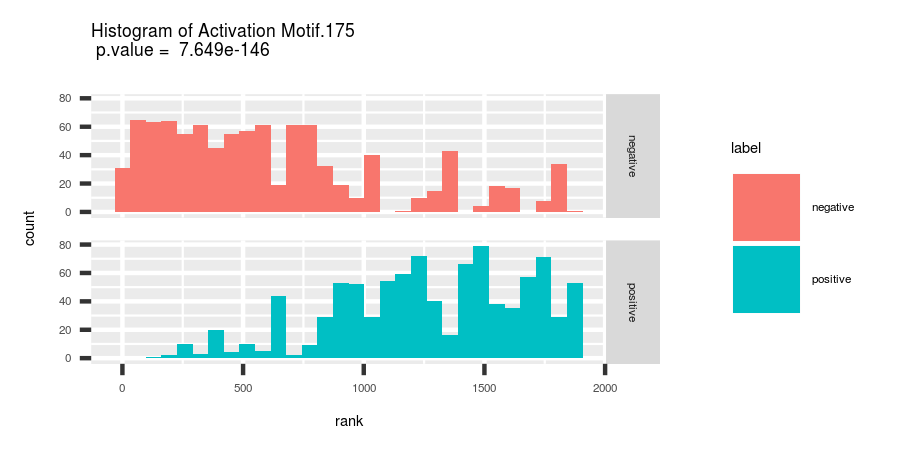 Histogram of Activation Motif.175
p.value = 7.649e-146
80
60
40
20
0
negative
80
60
40
20
0
positive
0 500 1000 1500 2000
rank
count
label
negative
positive